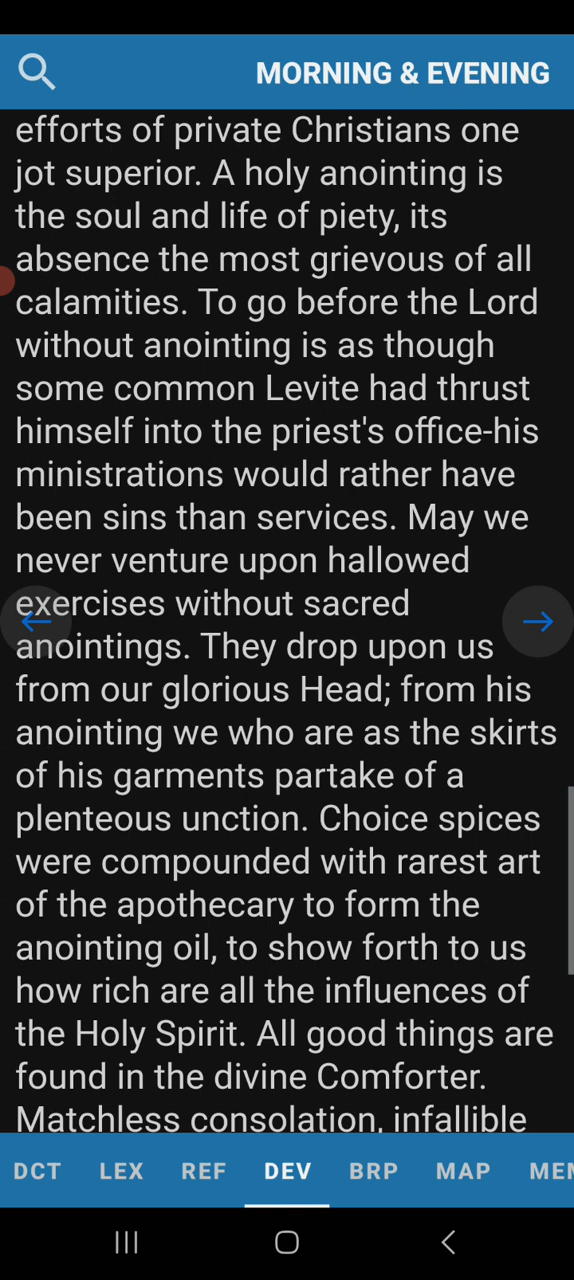 MORNING & EVENING
efforts of private Christians one
jot superior. A holy anointing is
the soul and life of piety, its
absence the most grievous of all
calamities. To go before the Lord
without anointing is as though
some common Levite had thrust
himself into the priest's office-his
ministrations would rather have
been sins than services. May we
never venture upon hallowed
exercises without sacred
anointings. They drop upon us
from our glorious Head; from his
anointing we who are as the skirts
of his garments partake of a
plenteous unction. Choice spices
were compounded with rarest art
of the apothecary to form the
anointing oil, to show forth to us
how rich are all the influences of
the Holy Spirit. All good things are
found in the divine Comforter.
Matchless consolation, infallible
DCT LEX REF DEV BRP MAP MEM